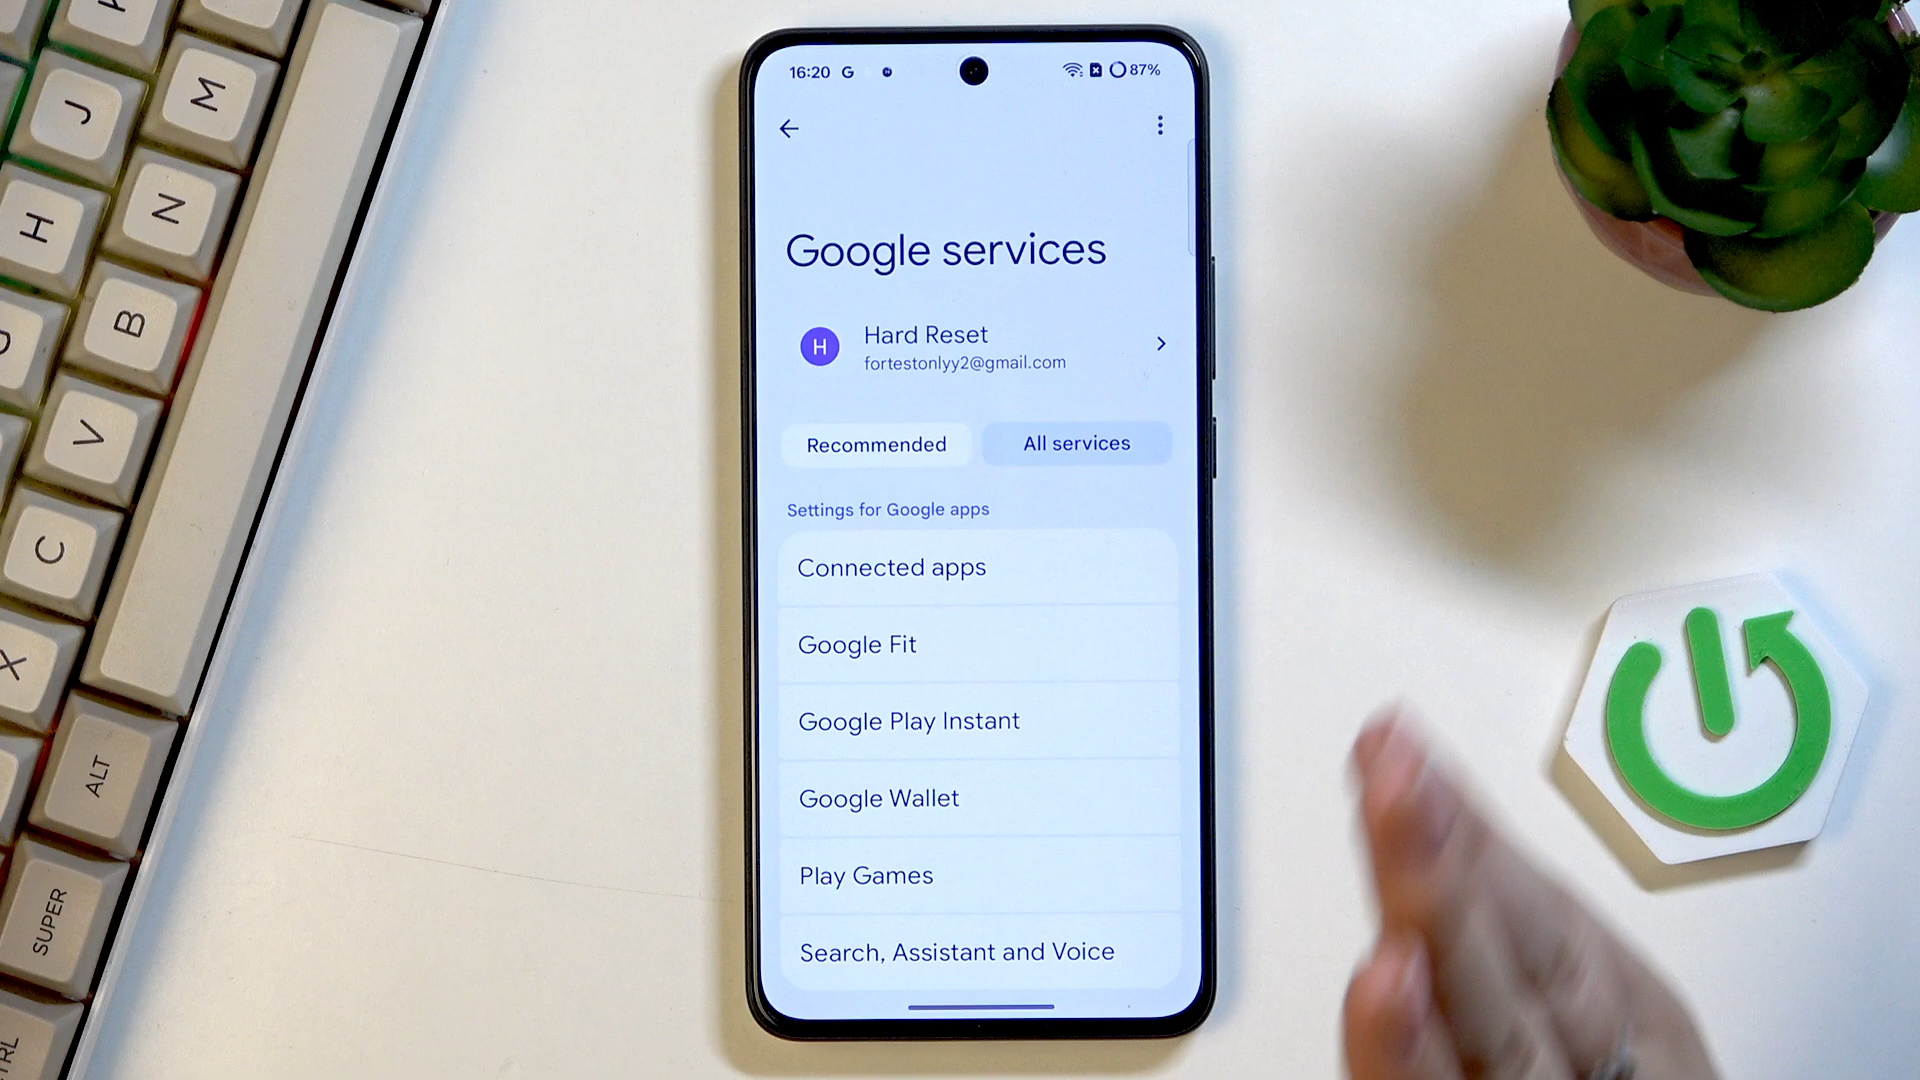 16:20 G 87%
Google services
H
Hard Reset
fortestonlyy2@gmail.com
Recommended
All services
Settings for Google apps
Connected apps
Google Fit
Google Play Instant
Google Wallet
Play Games
Search, Assistant and Voice
J
M
H
N
B
V
C
X
ALT
SUPER